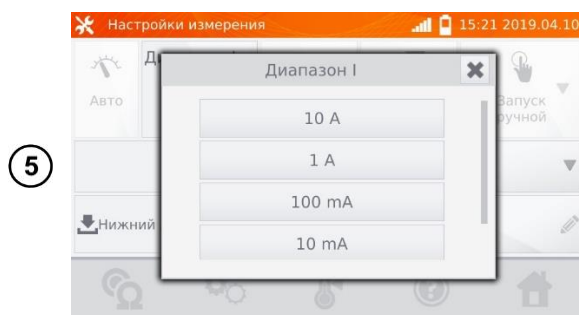 Настройки измерения 15:21 2019.04.10
Диапазон I
Авто
Запуск
ручной
10 A
1 A
5
100 mA
Нижний
10 mA